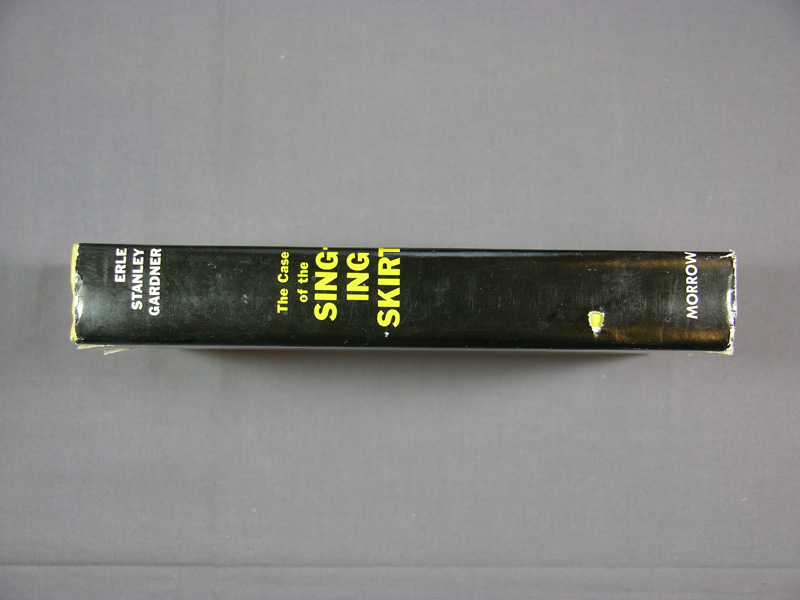 ERLE
STANLEY
GARDNER
The Case
of the
SING-
ING
SKIRT
MORROW